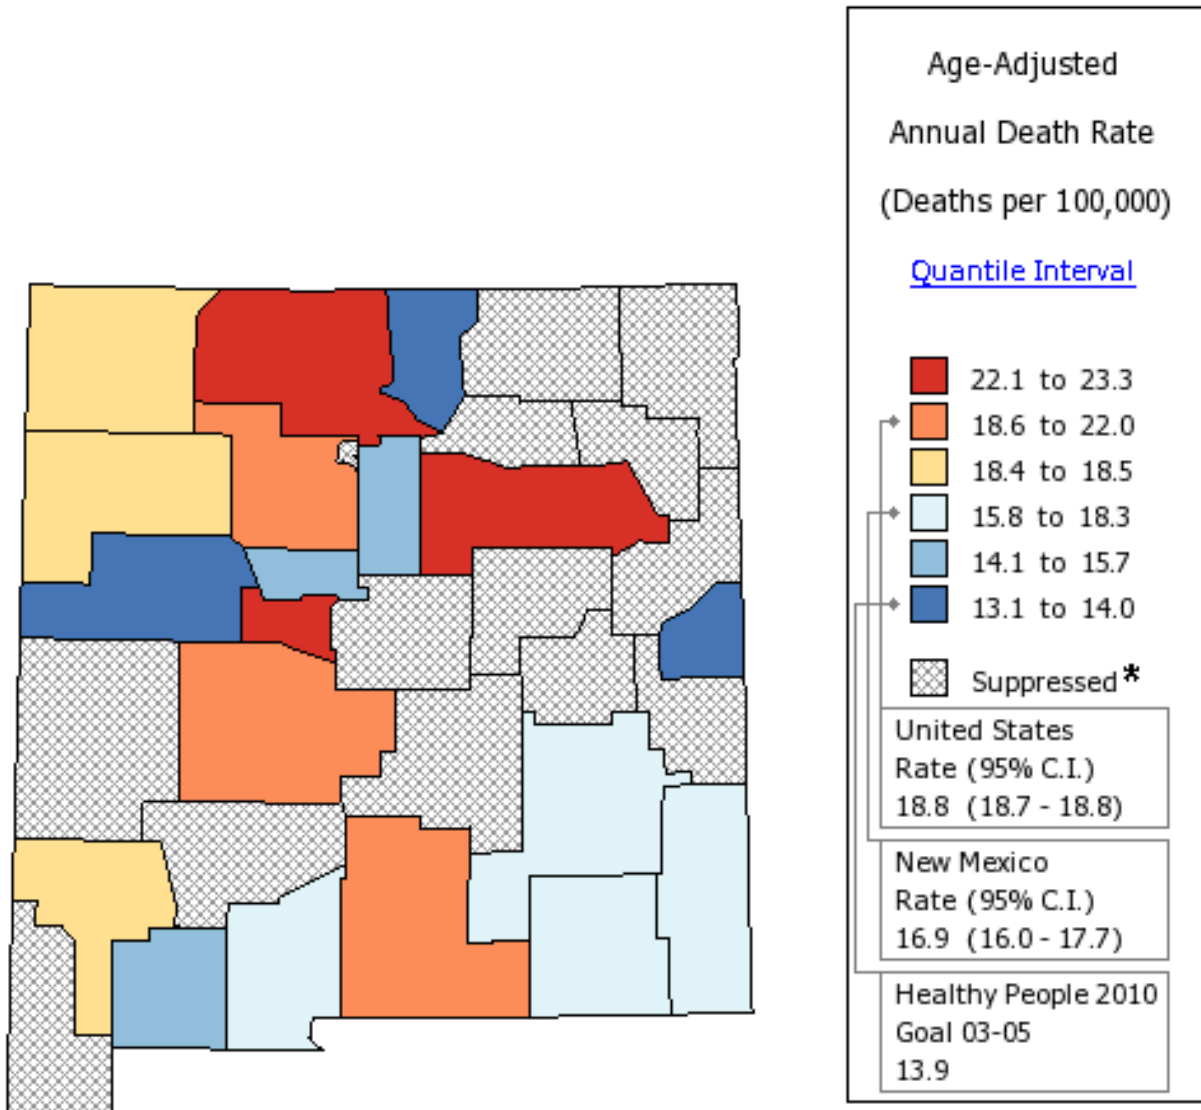 Age-Adjusted
Annual Death Rate
(Deaths per 100,000)
Quantile Interval
22.1 to 23.3
18.6 to 22.0
18.4 to 18.5
15.8 to 18.3
14.1 to 15.7
13.1 to 14.0
Suppressed *
United States
Rate (95% C.I.)
18.8 (18.7 - 18.8)
New Mexico
Rate (95% C.I.)
16.9 (16.0 - 17.7)
Healthy People 2010
Goal 03-05
13.9